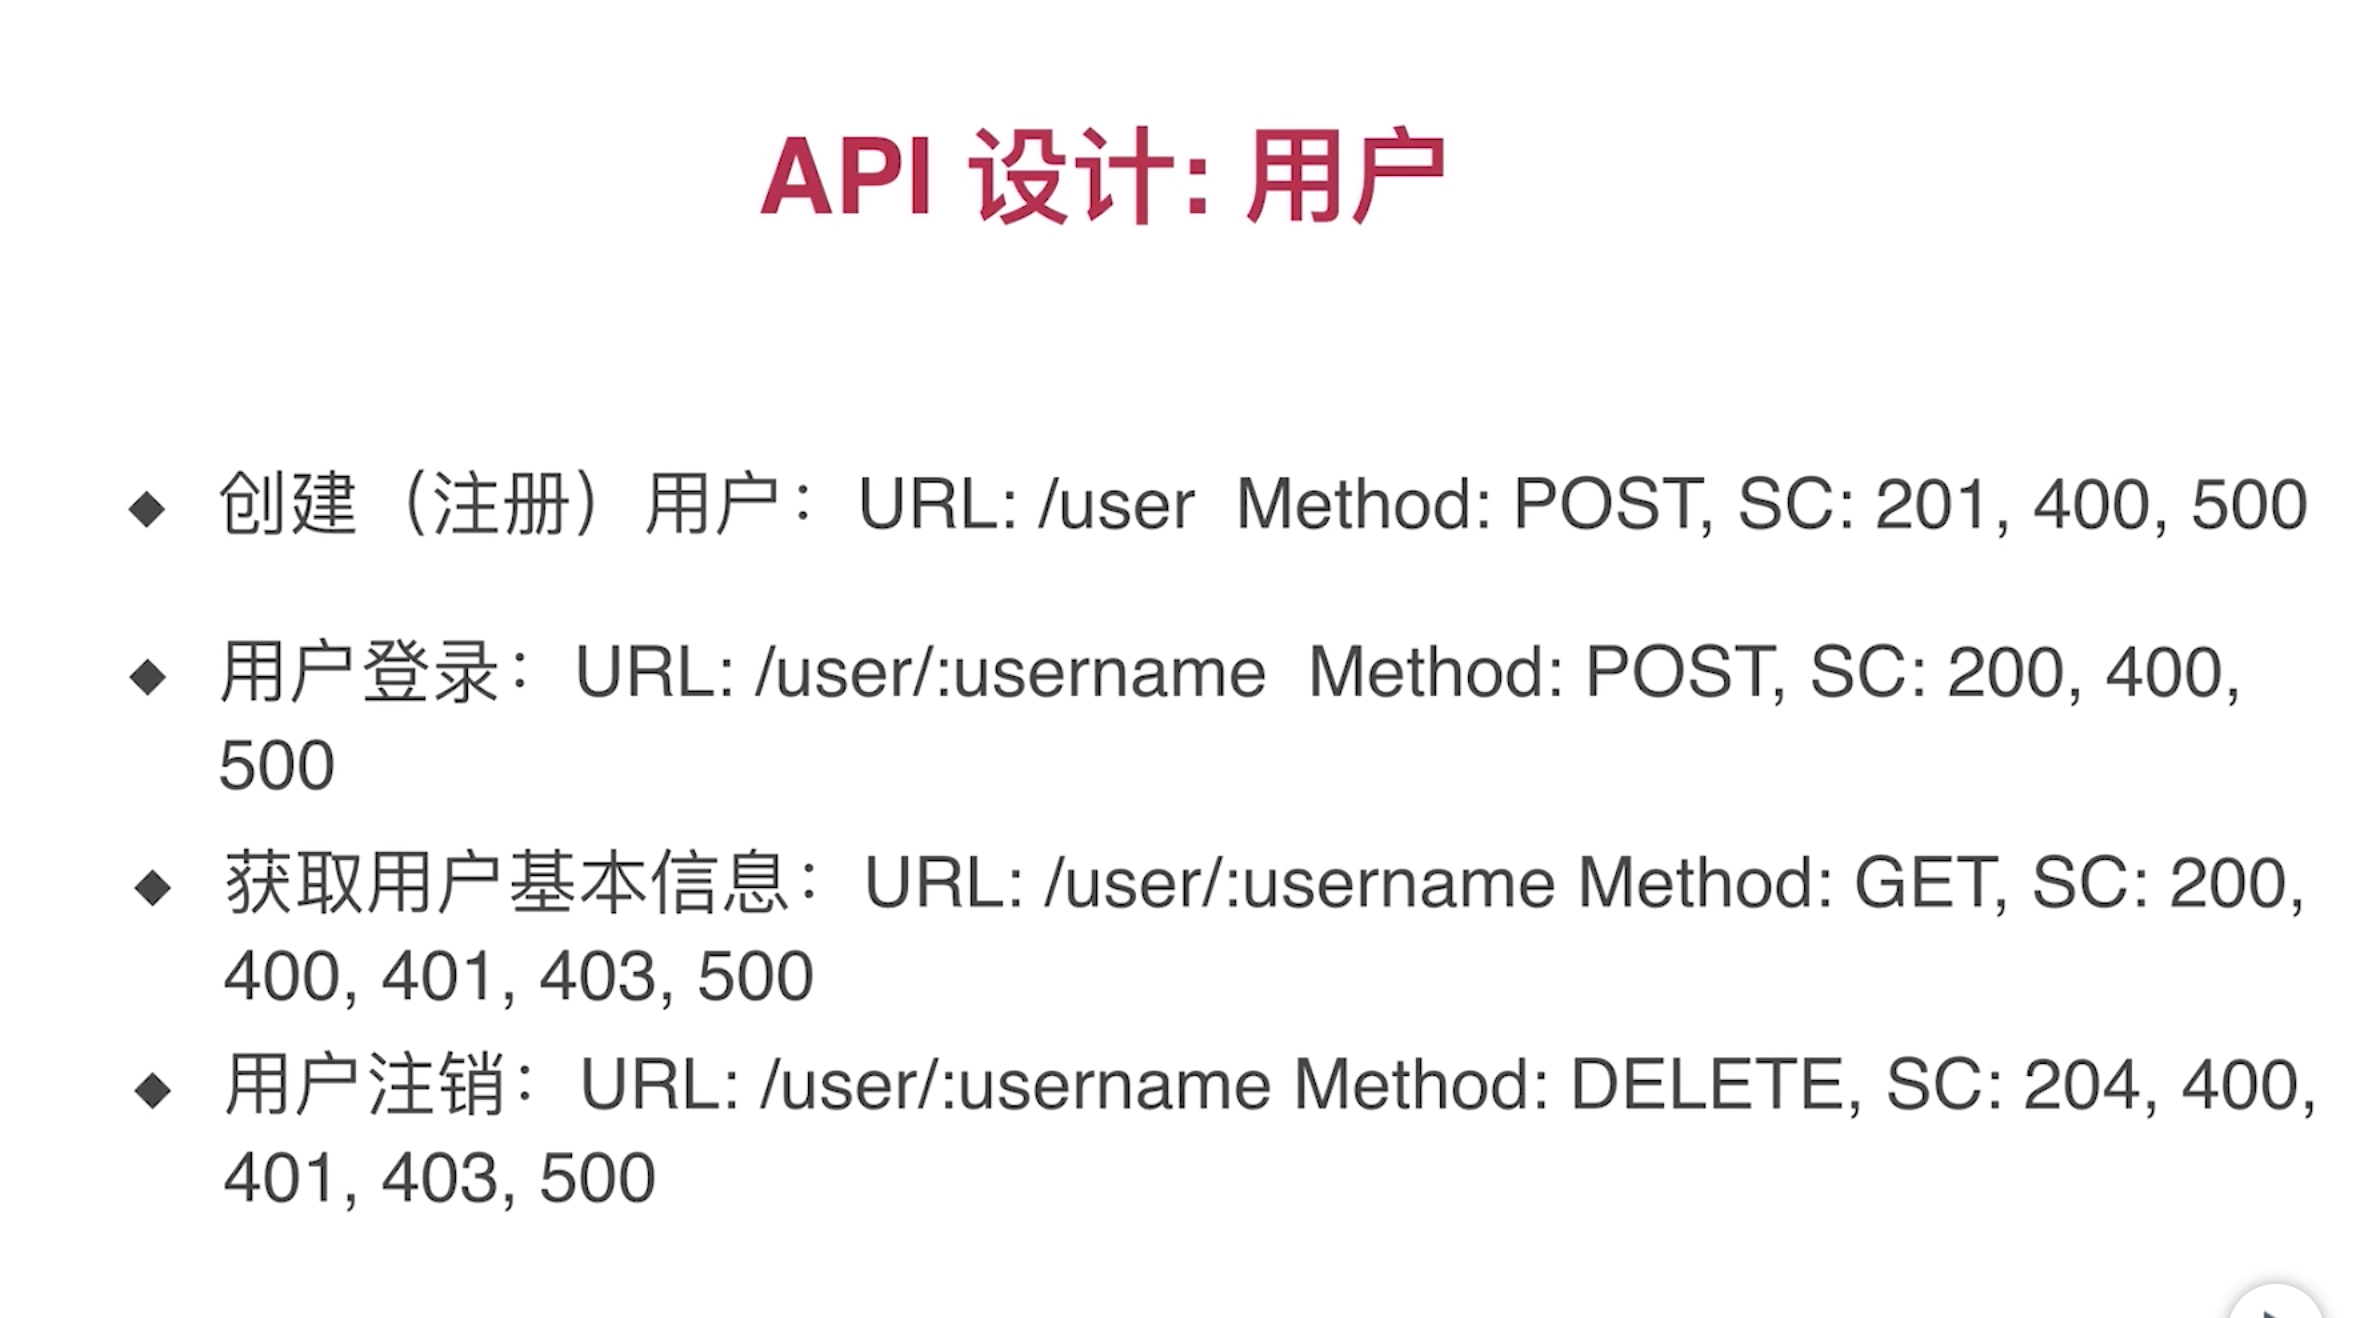 API 设计: 用户
◆ 创建（注册）用户：URL: /user  Method: POST, SC: 201, 400, 500
◆ 用户登录：URL: /user/:username  Method: POST, SC: 200, 400,
500
◆ 获取用户基本信息：URL: /user/:username Method: GET, SC: 200,
400, 401, 403, 500
◆ 用户注销：URL: /user/:username Method: DELETE, SC: 204, 400,
401, 403, 500